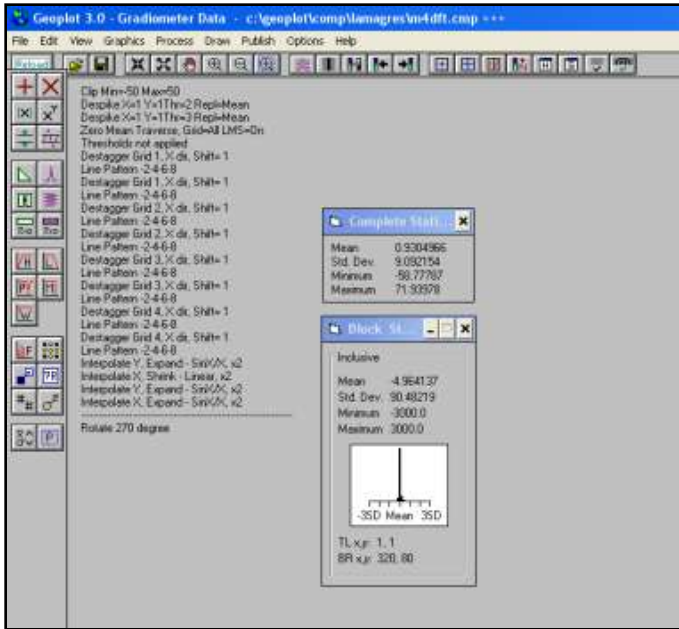 Geoplot 3.0 - Gradiometer Data - c:\geoplot\comp\lamagres\m4dft.cmp +++
File Edit View Graphics Process Draw Publish Options Help
Reload
Clip Min=-50 Max=50
Despike X=1 Y=1Thr=2 Repl=Mean
Despike X=1 Y=1Thr=3 Repl=Mean
Zero Mean Traverse, Grid=All LMS=On
Thresholds not applied
Destagger Grid 1, X dir, Shift= 1
Line Pattern -2-4-6-8
Destagger Grid 1, X dir, Shift= 1
Line Pattern -2-4-6-8
Destagger Grid 2, X dir, Shift= 1
Line Pattern -2-4-6-8
Destagger Grid 2, X dir, Shift= 1
Line Pattern -2-4-6-8
Destagger Grid 3, X dir, Shift= 1
Line Pattern -2-4-6-8
Destagger Grid 3, X dir, Shift= 1
Line Pattern -2-4-6-8
Destagger Grid 4, X dir, Shift= 1
Line Pattern -2-4-6-8
Destagger Grid 4, X dir, Shift= 1
Line Pattern -2-4-6-8
Interpolate Y, Expand - SinX/X, x2
Interpolate X, Shrink - Linear, x2
Interpolate Y, Expand - SinX/X, x2
Interpolate X, Expand - SinX/X, x2
Rotate 270 degree
Complete Stati...
Mean 0.9304966
Std. Dev. 9.092154
Minimum -58.77787
Maximum 71.93978
Block St...
Inclusive
Mean -4.964137
Std. Dev. 90.48219
Minimum -3000.0
Maximum 3000.0
-3SD Mean 3SD
TL x,y: 1, 1
BR x,y: 320, 80